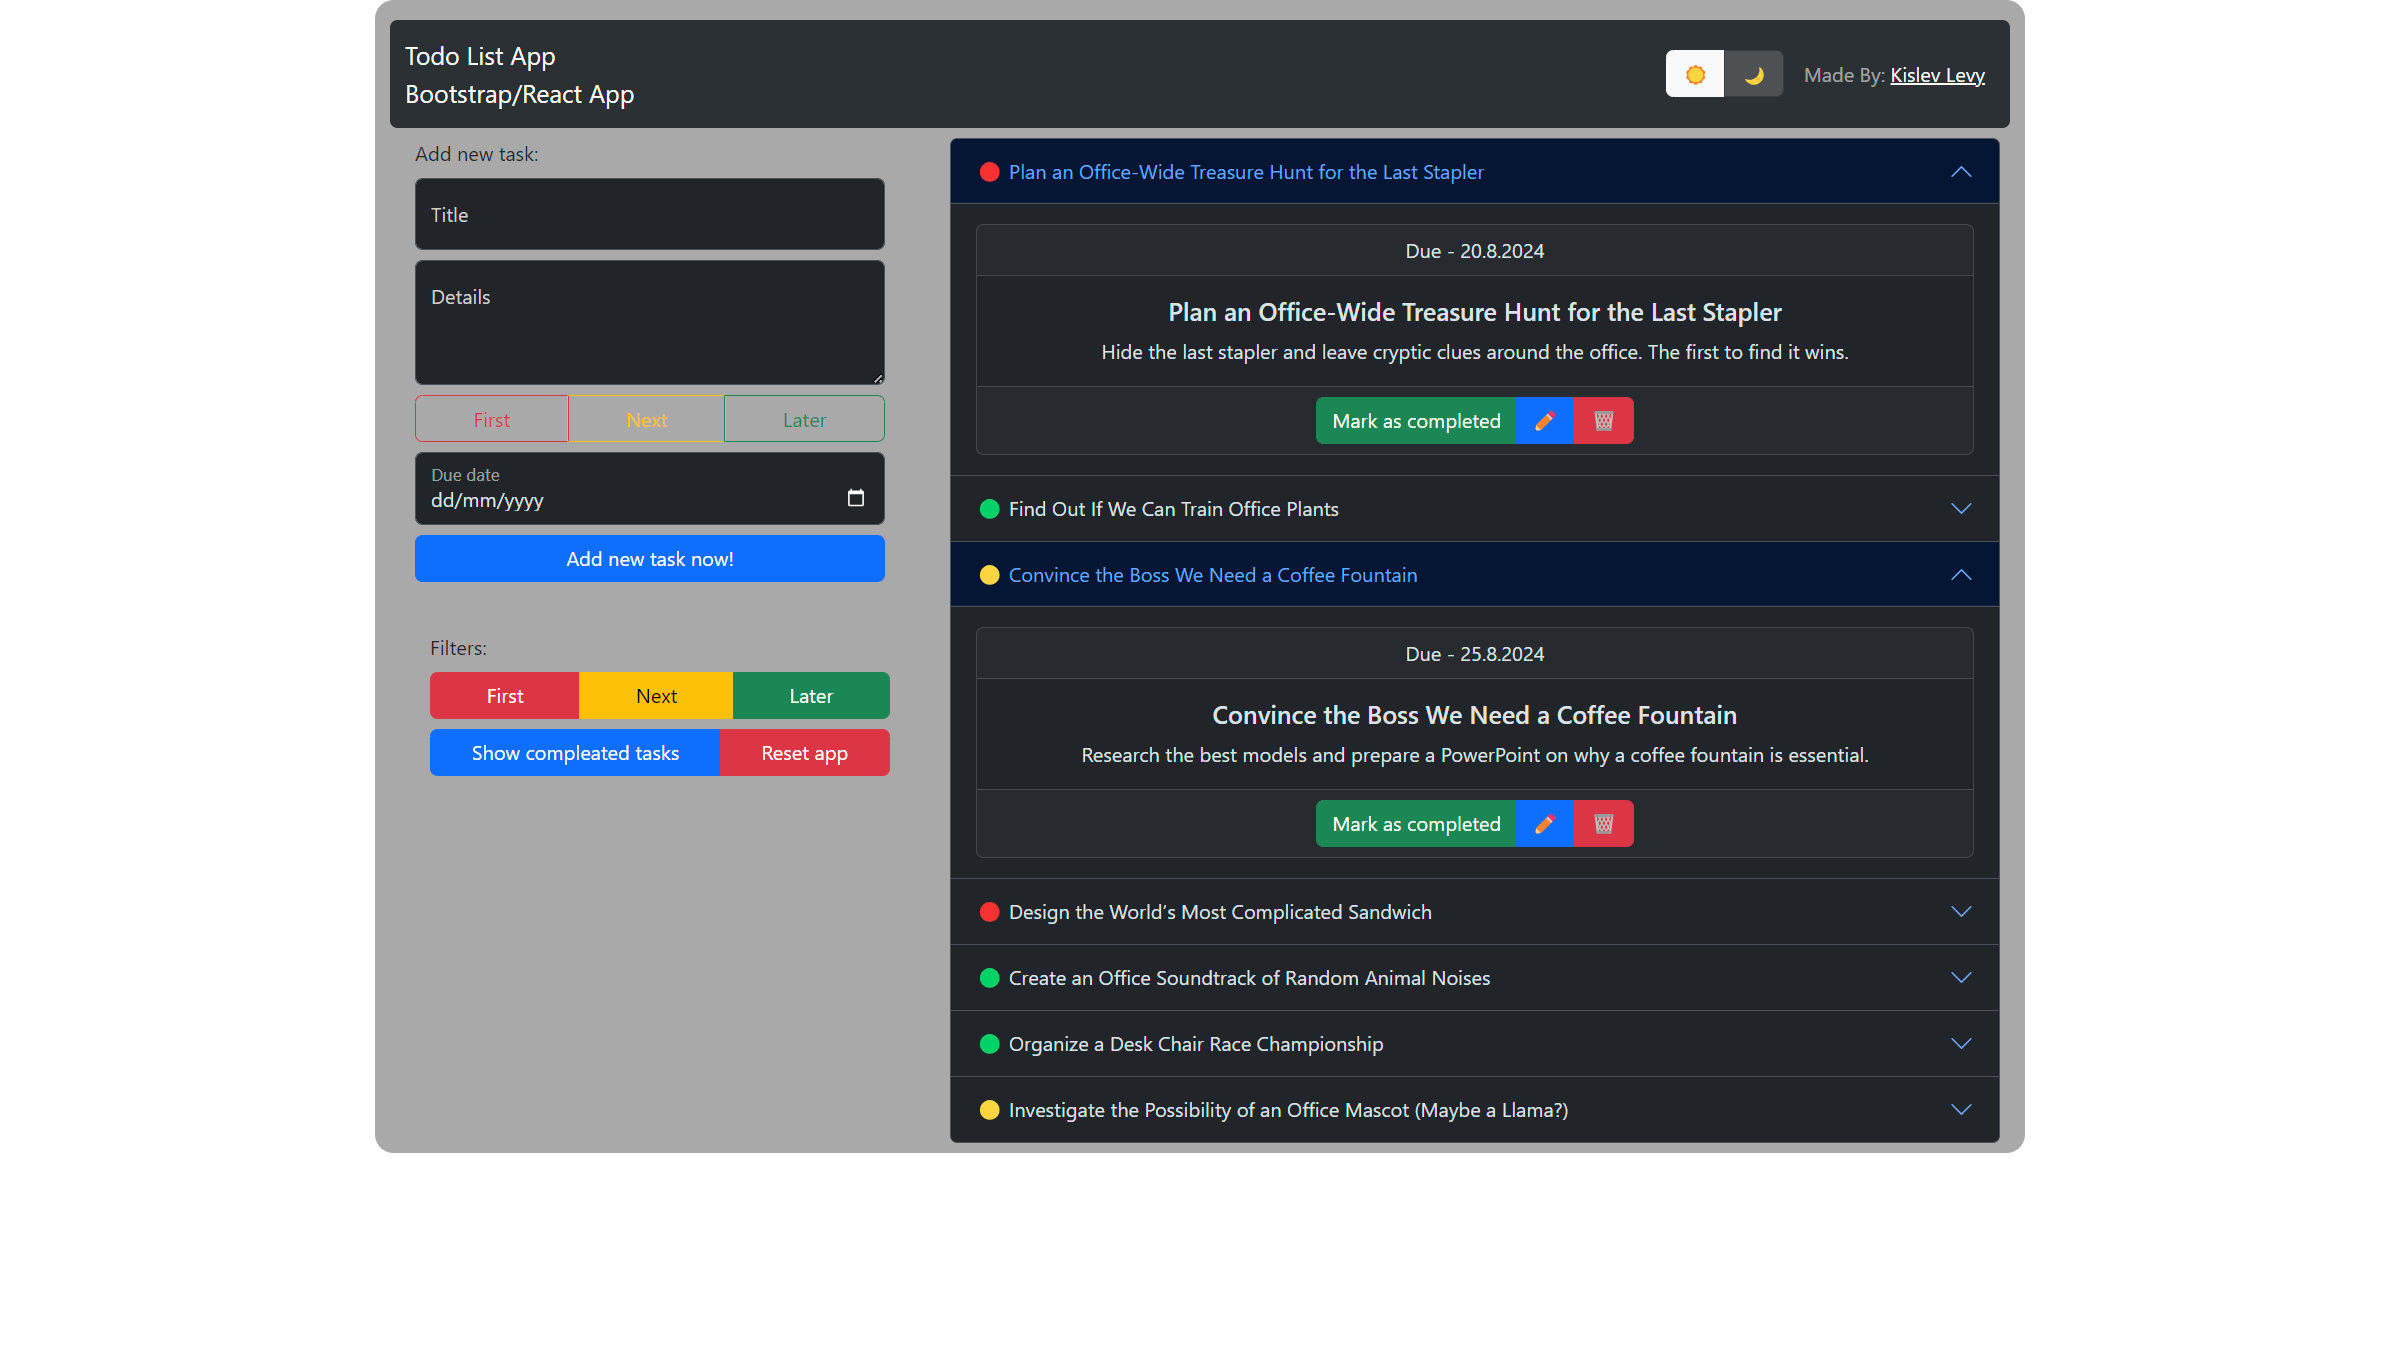 Todo List App
Bootstrap/React App
Made By: Kislev Levy
Add new task:
Title
Details
First
Next
Later
Due date
dd/mm/yyyy
Add new task now!
Filters:
First
Next
Later
Show compleated tasks
Reset app
Plan an Office-Wide Treasure Hunt for the Last Stapler
Due - 20.8.2024
Plan an Office-Wide Treasure Hunt for the Last Stapler
Hide the last stapler and leave cryptic clues around the office. The first to find it wins.
Mark as completed
Find Out If We Can Train Office Plants
Convince the Boss We Need a Coffee Fountain
Due - 25.8.2024
Convince the Boss We Need a Coffee Fountain
Research the best models and prepare a PowerPoint on why a coffee fountain is essential.
Mark as completed
Design the World’s Most Complicated Sandwich
Create an Office Soundtrack of Random Animal Noises
Organize a Desk Chair Race Championship
Investigate the Possibility of an Office Mascot (Maybe a Llama?)